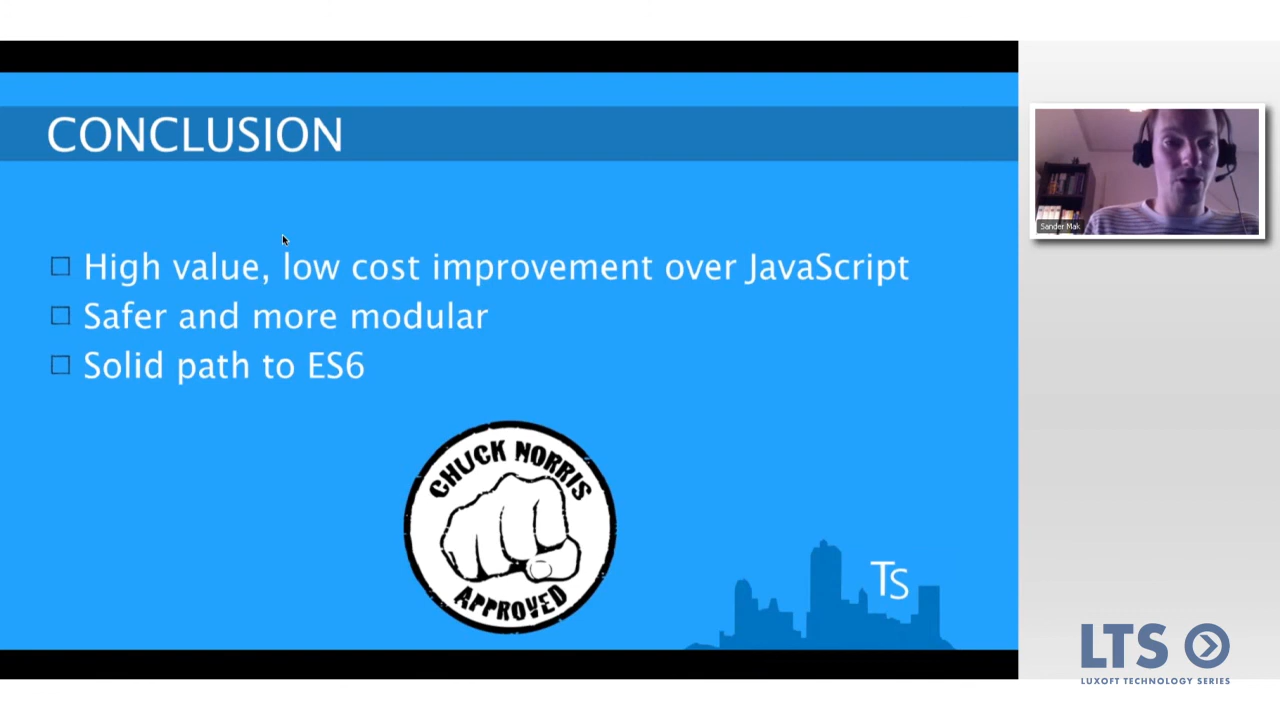 CONCLUSION
High value, low cost improvement over JavaScript
Safer and more modular
Solid path to ES6
CHUCK NORRIS
APPROVED
TS
Sander Mak
LTS
LUXOFT TECHNOLOGY SERIES